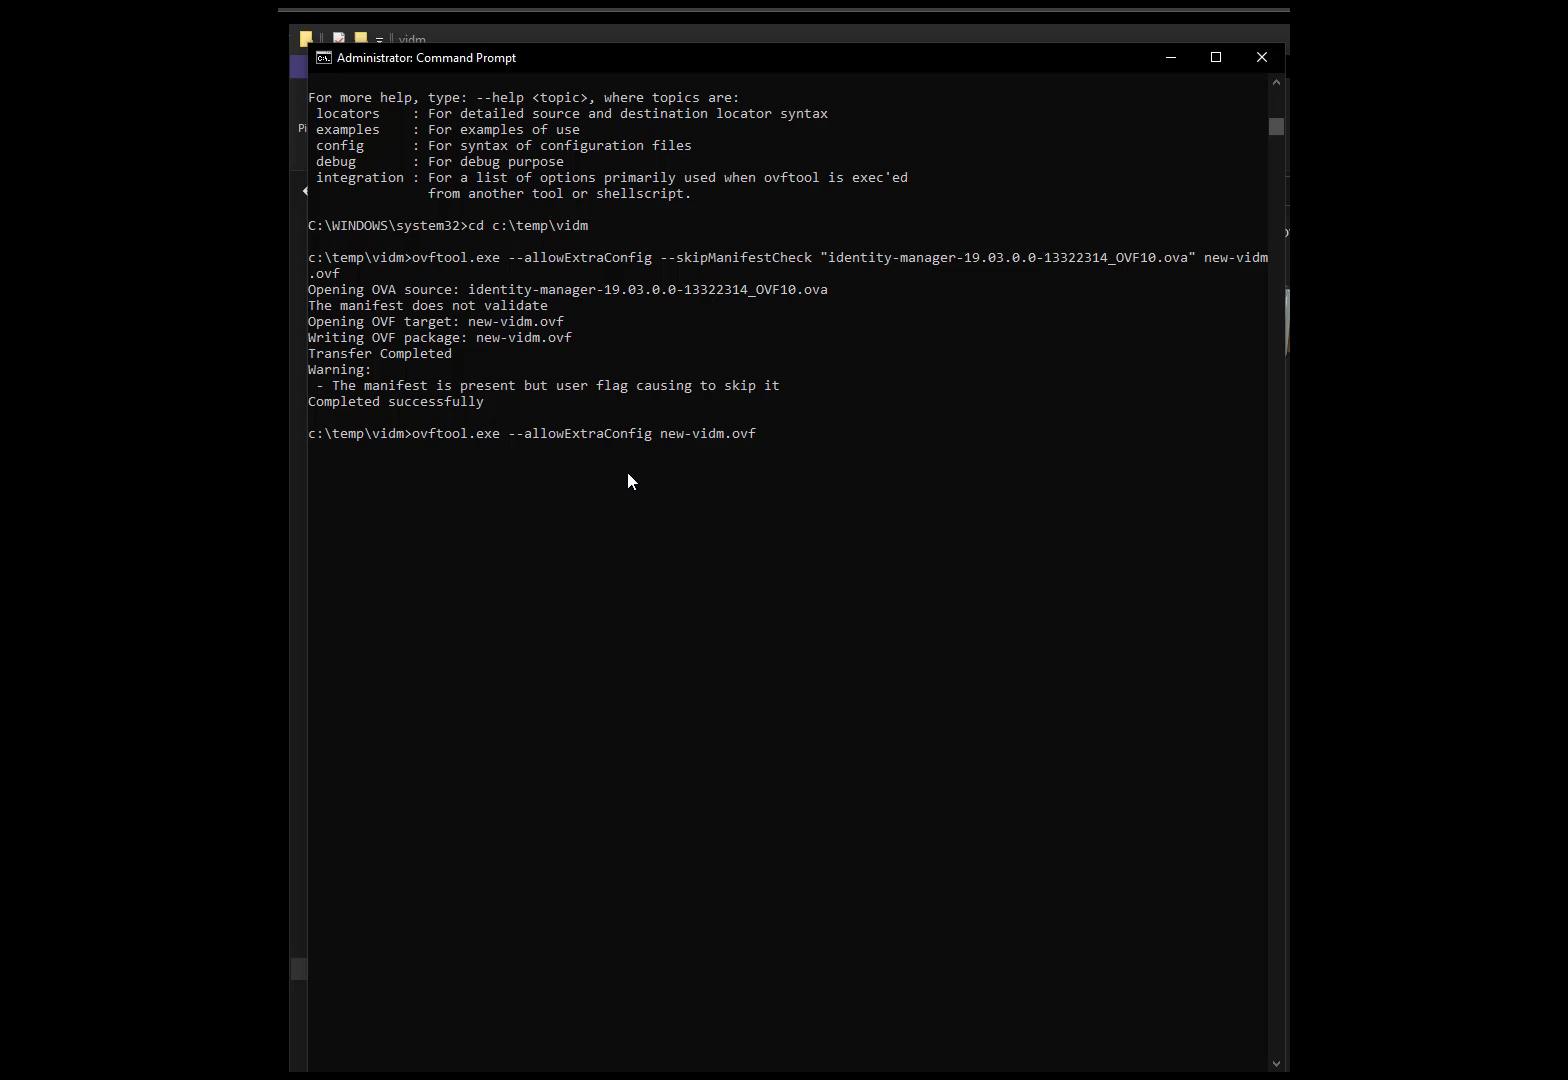 vidm
Administrator: Command Prompt
For more help, type: --help <topic>, where topics are:
locators : For detailed source and destination locator syntax
examples : For examples of use
config : For syntax of configuration files
debug : For debug purpose
integration : For a list of options primarily used when ovftool is exec'ed
from another tool or shellscript.
C:\WINDOWS\system32>cd c:\temp\vidm
c:\temp\vidm>ovftool.exe --allowExtraConfig --skipManifestCheck "identity-manager-19.03.0.0-13322314_OVF10.ova" new-vidm
.ovf
Opening OVA source: identity-manager-19.03.0.0-13322314_OVF10.ova
The manifest does not validate
Opening OVF target: new-vidm.ovf
Writing OVF package: new-vidm.ovf
Transfer Completed
Warning:
- The manifest is present but user flag causing to skip it
Completed successfully
c:\temp\vidm>ovftool.exe --allowExtraConfig new-vidm.ovf